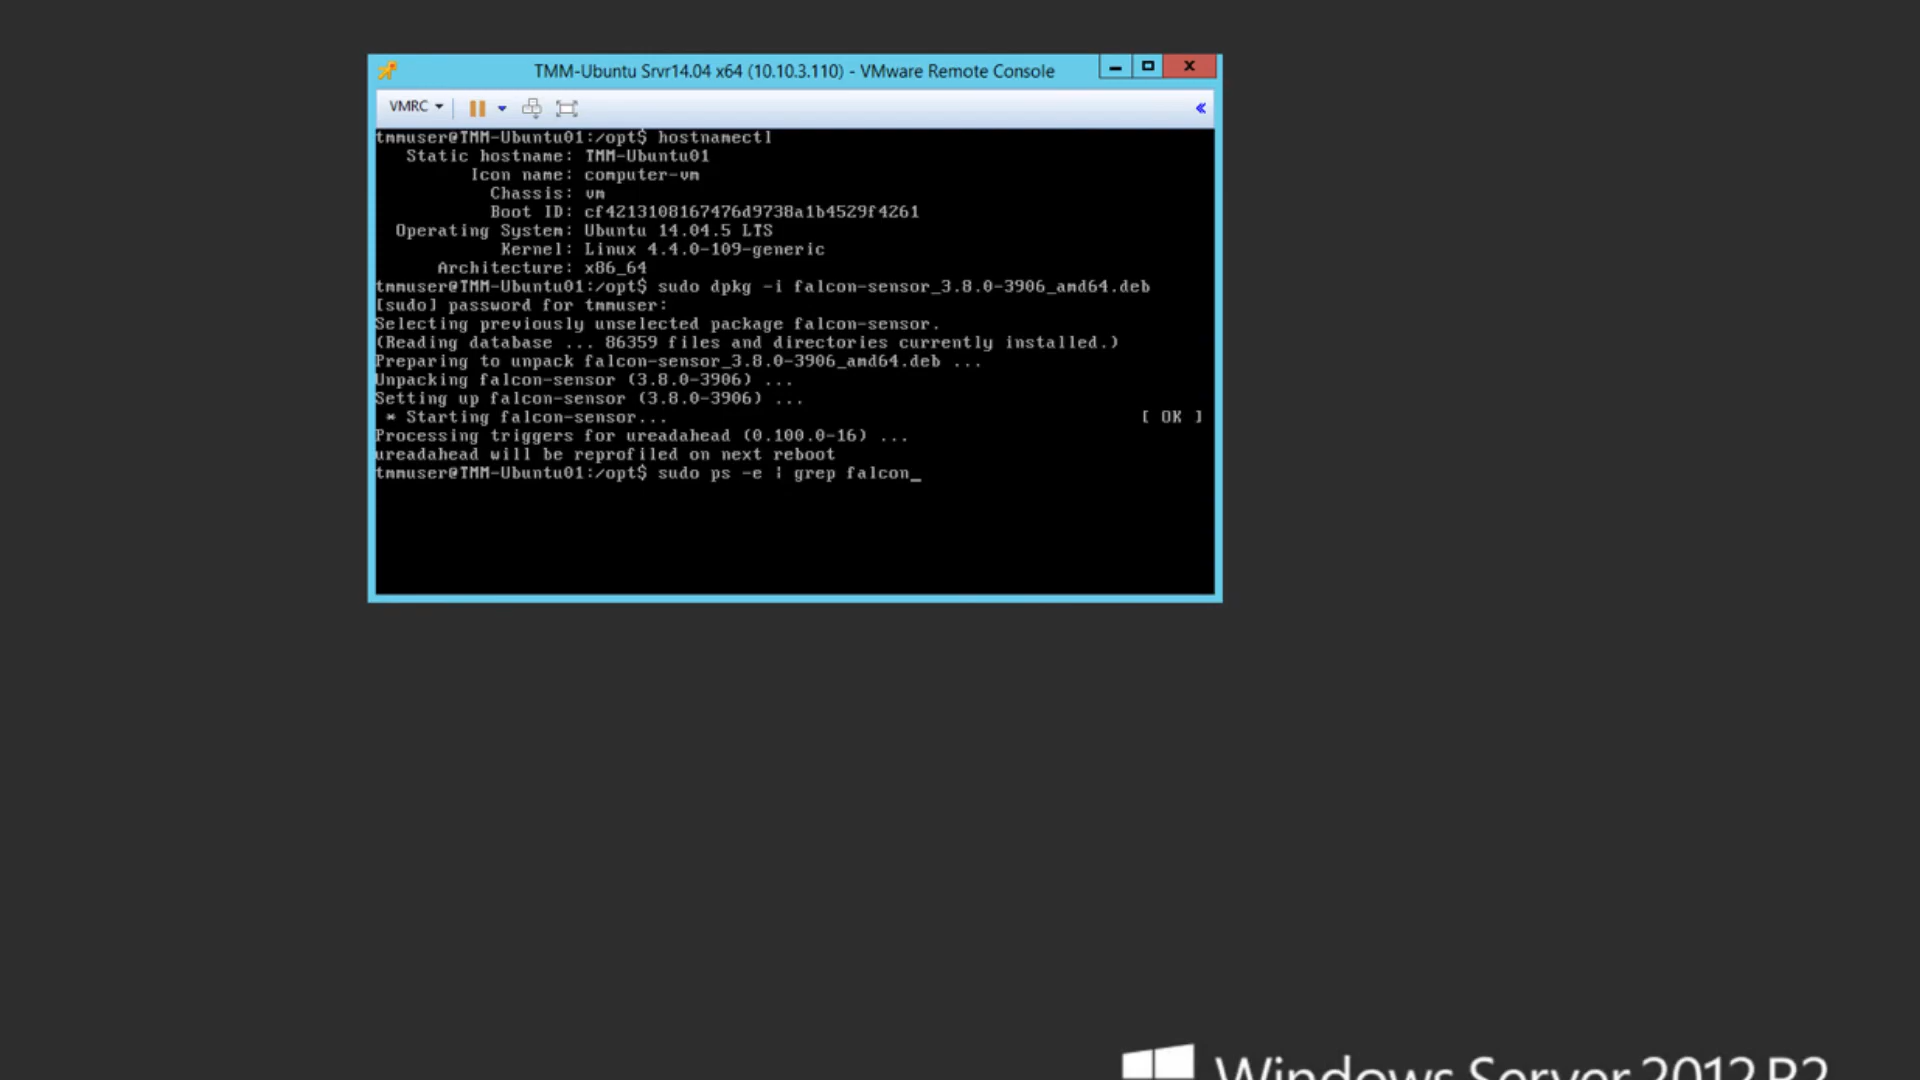 TMM-Ubuntu Srvr14.04 x64 (10.10.3.110) - VMware Remote Console
VMRC
tmmuser@TMM-Ubuntu01:/opt$ hostnamectl
Static hostname: TMM-Ubuntu01
Icon name: computer-vm
Chassis: vm
Boot ID: cf4213108167476d9738a1b4529f4261
Operating System: Ubuntu 14.04.5 LTS
Kernel: Linux 4.4.0-109-generic
Architecture: x86_64
tmmuser@TMM-Ubuntu01:/opt$ sudo dpkg -i falcon-sensor_3.8.0-3906_amd64.deb
[sudo] password for tmmuser:
Selecting previously unselected package falcon-sensor.
(Reading database ... 86359 files and directories currently installed.)
Preparing to unpack falcon-sensor_3.8.0-3906_amd64.deb ...
Unpacking falcon-sensor (3.8.0-3906) ...
Setting up falcon-sensor (3.8.0-3906) ...
* Starting falcon-sensor... [ OK ]
Processing triggers for ureadahead (0.100.0-16) ...
ureadahead will be reprofiled on next reboot
tmmuser@TMM-Ubuntu01:/opt$ sudo ps -e | grep falcon_
Windows Server 2012 R2